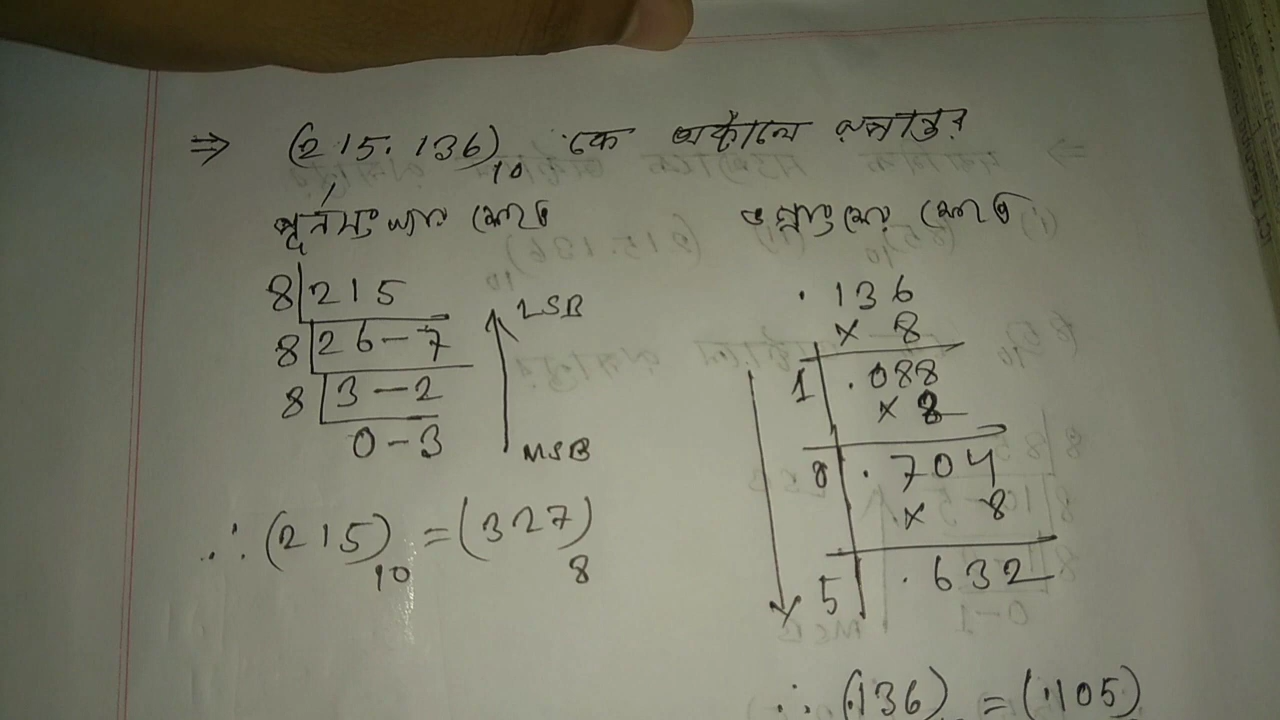 ⇒ (215.136)₁₀ কে অক্টালে রূপান্তর
পূর্ণসংখ্যার ক্ষেত্রে
8|215
8|26-7
8|3-2
0-3
LSB
MSB
∴ (215)₁₀ = (327)₈
ভগ্নাংশের ক্ষেত্রে
.136
× 8
1|.088
× 8
0|.704
× 8
5|.632
∴ (.136) = (.105)